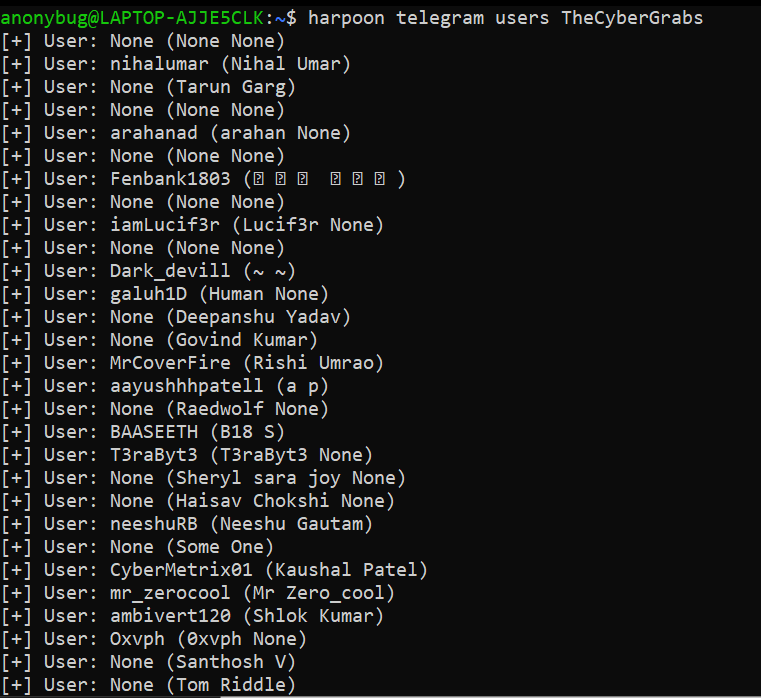 anonybug@LAPTOP-AJJE5CLK:~$ harpoon telegram users TheCyberGrabs
[+] User: None (None None)
[+] User: nihalumar (Nihal Umar)
[+] User: None (Tarun Garg)
[+] User: None (None None)
[+] User: arahanad (arahan None)
[+] User: None (None None)
[+] User: Fenbank1803 (
[+] User: None (None None)
[+] User: iamLucif3r (Lucif3r None)
[+] User: None (None None)
[+] User: Dark_devill (~ ~)
[+] User: galuh1D (Human None)
[+] User: None (Deepanshu Yadav)
[+] User: None (Govind Kumar)
[+] User: MrCoverFire (Rishi Umrao)
[+] User: aayushhhpatell (a p)
[+] User: None (Raedwolf None)
[+] User: BAASEETH (B18 S)
[+] User: T3raByt3 (T3raByt3 None)
[+] User: None (Sheryl sara joy None)
[+] User: None (Haisav Chokshi None)
[+] User: neeshuRB (Neeshu Gautam)
[+] User: None (Some One)
[+] User: CyberMetrix01 (Kaushal Patel)
[+] User: mr_zerocool (Mr Zero_cool)
[+] User: ambivert120 (Shlok Kumar)
[+] User: Oxvph (0xvph None)
[+] User: None (Santhosh V)
[+] User: None (Tom Riddle)